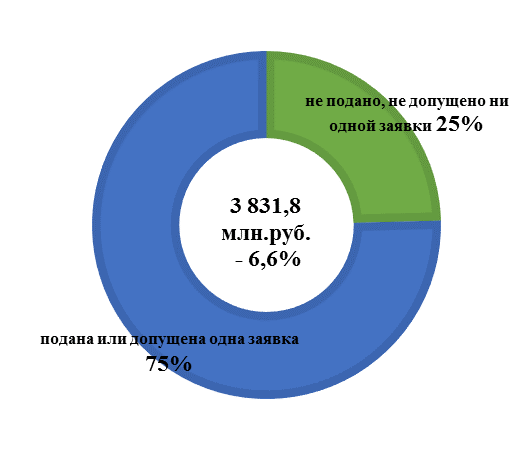 не подано, не допущено ни
одной заявки 25%
3 831,8
млн.руб.
- 6,6%
подана или допущена одна заявка
75%